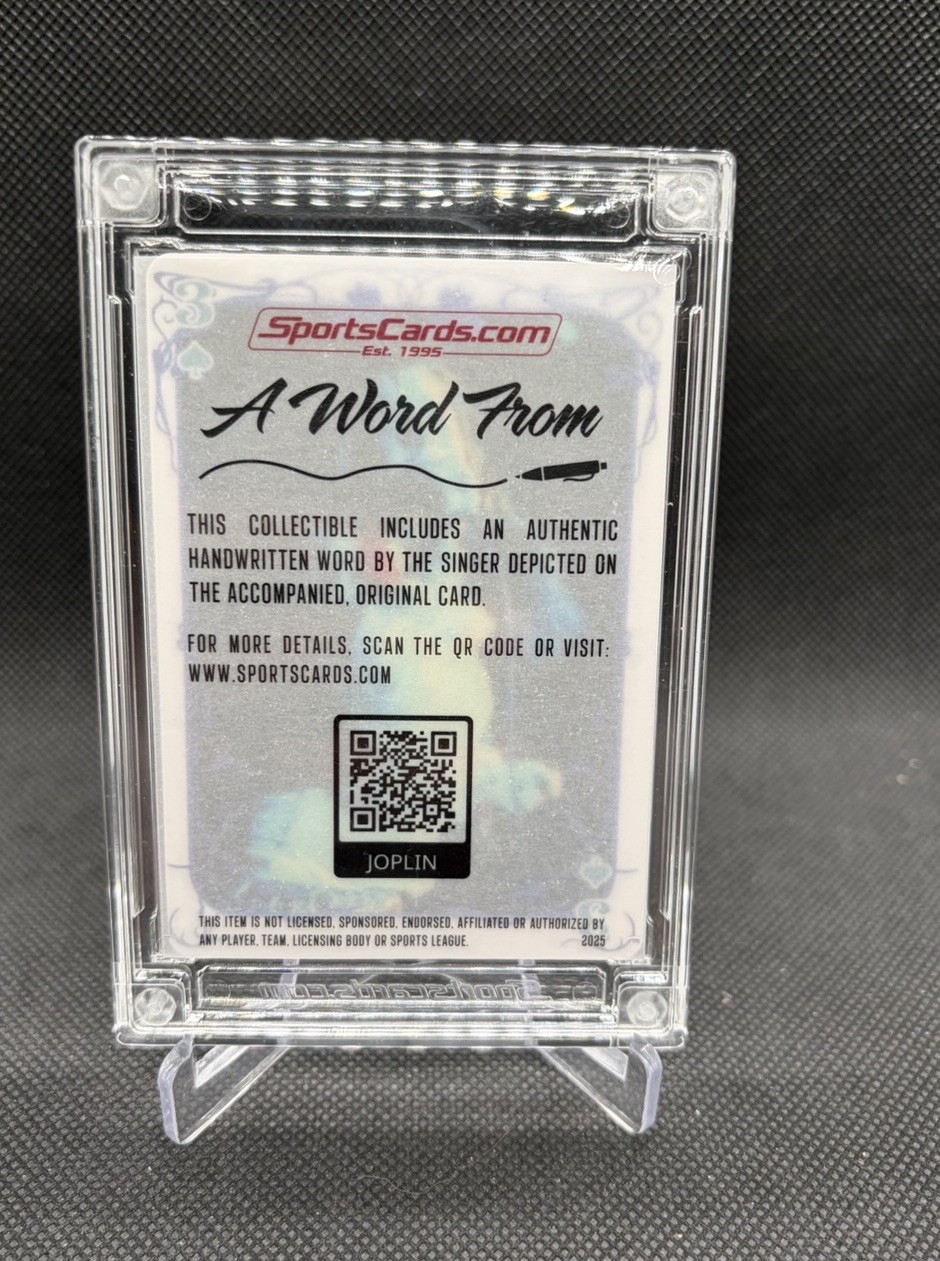 3
SportsCards.com
Est. 1995
A Word From
THIS COLLECTIBLE INCLUDES AN AUTHENTIC
HANDWRITTEN WORD BY THE SINGER DEPICTED ON
THE ACCOMPANIED, ORIGINAL CARD.
FOR MORE DETAILS, SCAN THE QR CODE OR VISIT:
WWW.SPORTSCARDS.COM
JOPLIN
THIS ITEM IS NOT LICENSED, SPONSORED, ENDORSED, AFFILIATED OR AUTHORIZED BY
ANY PLAYER, TEAM, LICENSING BODY OR SPORTS LEAGUE. 2025